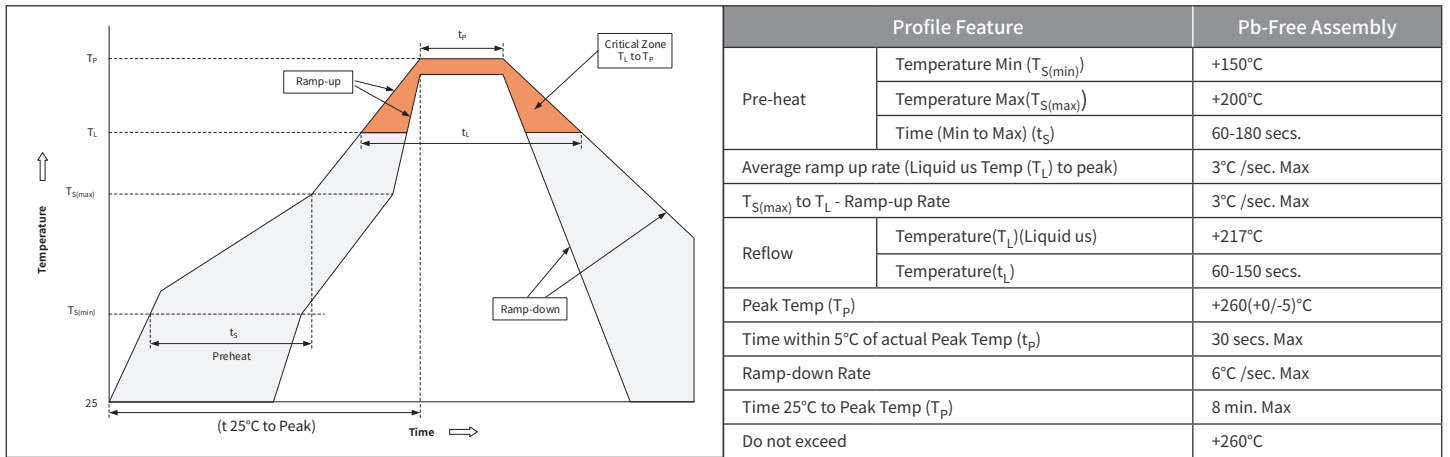 tP
TP
Critical Zone
TL to TP
Ramp-up
TL
tL
TS(max)
Temperature
Ramp-down
TS(min)
tS
Preheat
25
(t 25°C to Peak)
Time
Profile Feature Pb-Free Assembly
Pre-heat
Temperature Min (TS(min)) +150°C
Temperature Max(TS(max)) +200°C
Time (Min to Max) (tS) 60-180 secs.
Average ramp up rate (Liquid us Temp (TL) to peak) 3°C /sec. Max
TS(max) to TL - Ramp-up Rate 3°C /sec. Max
Reflow
Temperature(TL)(Liquid us) +217°C
Temperature(tL) 60-150 secs.
Peak Temp (TP) +260(+0/-5)°C
Time within 5°C of actual Peak Temp (tP) 30 secs. Max
Ramp-down Rate 6°C /sec. Max
Time 25°C to Peak Temp (TP) 8 min. Max
Do not exceed +260°C